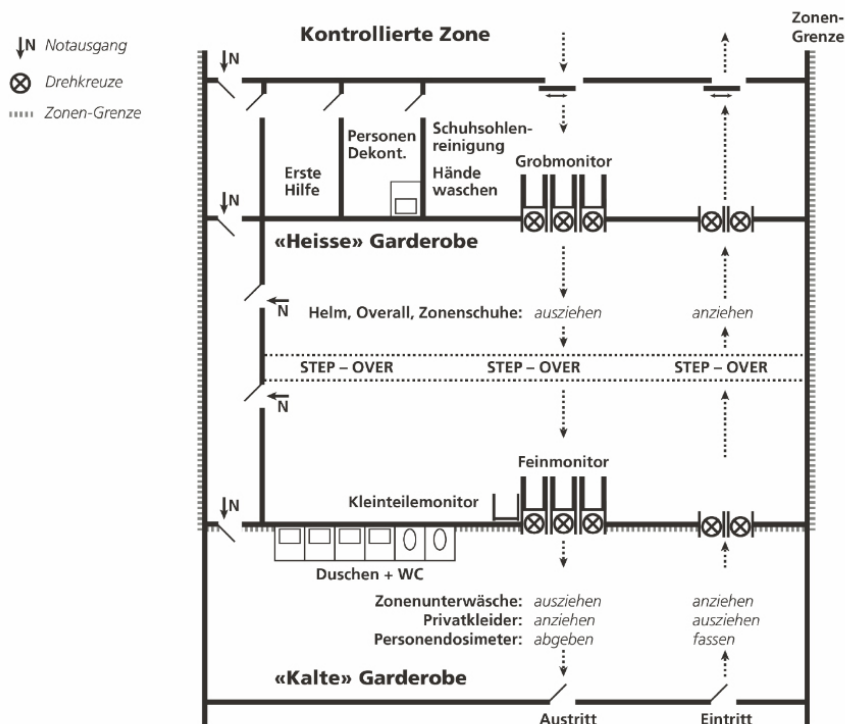 Kontrollierte Zone
Zonen-
Grenze
N Notausgang
Drehkreuze
Zonen-Grenze
N
Erste
Hilfe
Personen
Dekont.
Schuhsohlen-
reinigung
Hände
waschen
Grobmonitor
N
«Heisse» Garderobe
N
Helm, Overall, Zonenschuhe: ausziehen anziehen
STEP – OVER STEP – OVER STEP – OVER
N
Feinmonitor
Kleinteilemonitor
N
Duschen + WC
Zonenunterwäsche: ausziehen anziehen
Privatkleider: anziehen ausziehen
Personendosimeter: abgeben fassen
«Kalte» Garderobe
Austritt Eintritt